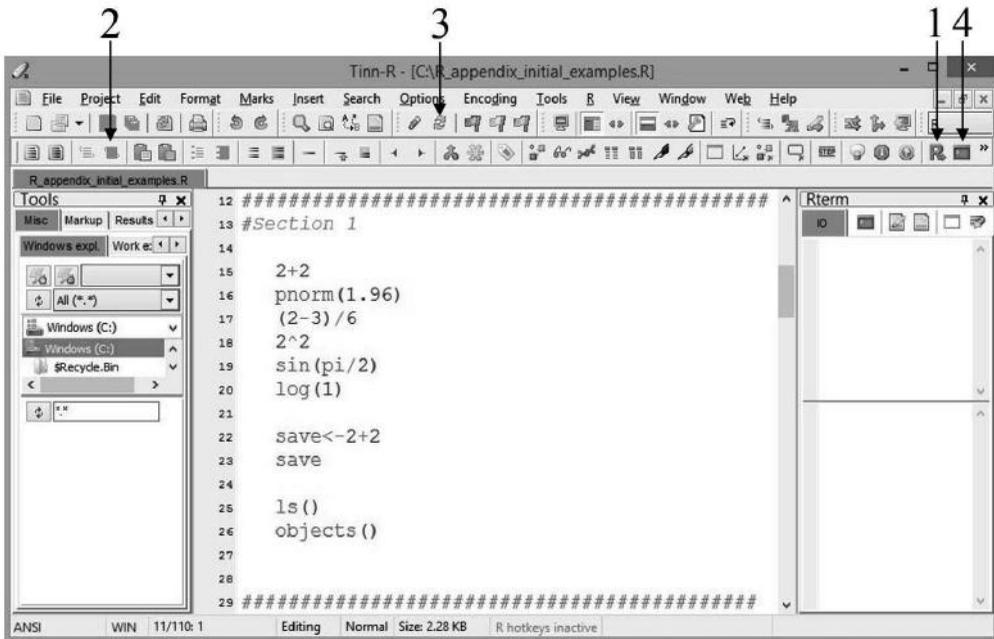 2 3 1 4
Tinn-R - [C:\R_appendix_initial_examples.R]
File Project Edit Format Marks Insert Search Options Encoding Tools R View Window Web Help
R_appendix_initial_examples.R
Tools
Misc Markup Results
Windows expl. Work e
All (*.*)
Windows (C:)
Windows (C:)
$Recycle.Bin
*.*
12 #############################################
13 #Section 1
14
15 2+2
16 pnorm(1.96)
17 (2-3)/6
18 2^2
19 sin(pi/2)
20 log(1)
21
22 save<-2+2
23 save
24
25 ls()
26 objects()
27
28
29 ############################################
Rterm
IO
ANSI WIN 11/110: 1 Editing Normal Size: 2.28 KB R hotkeys inactive